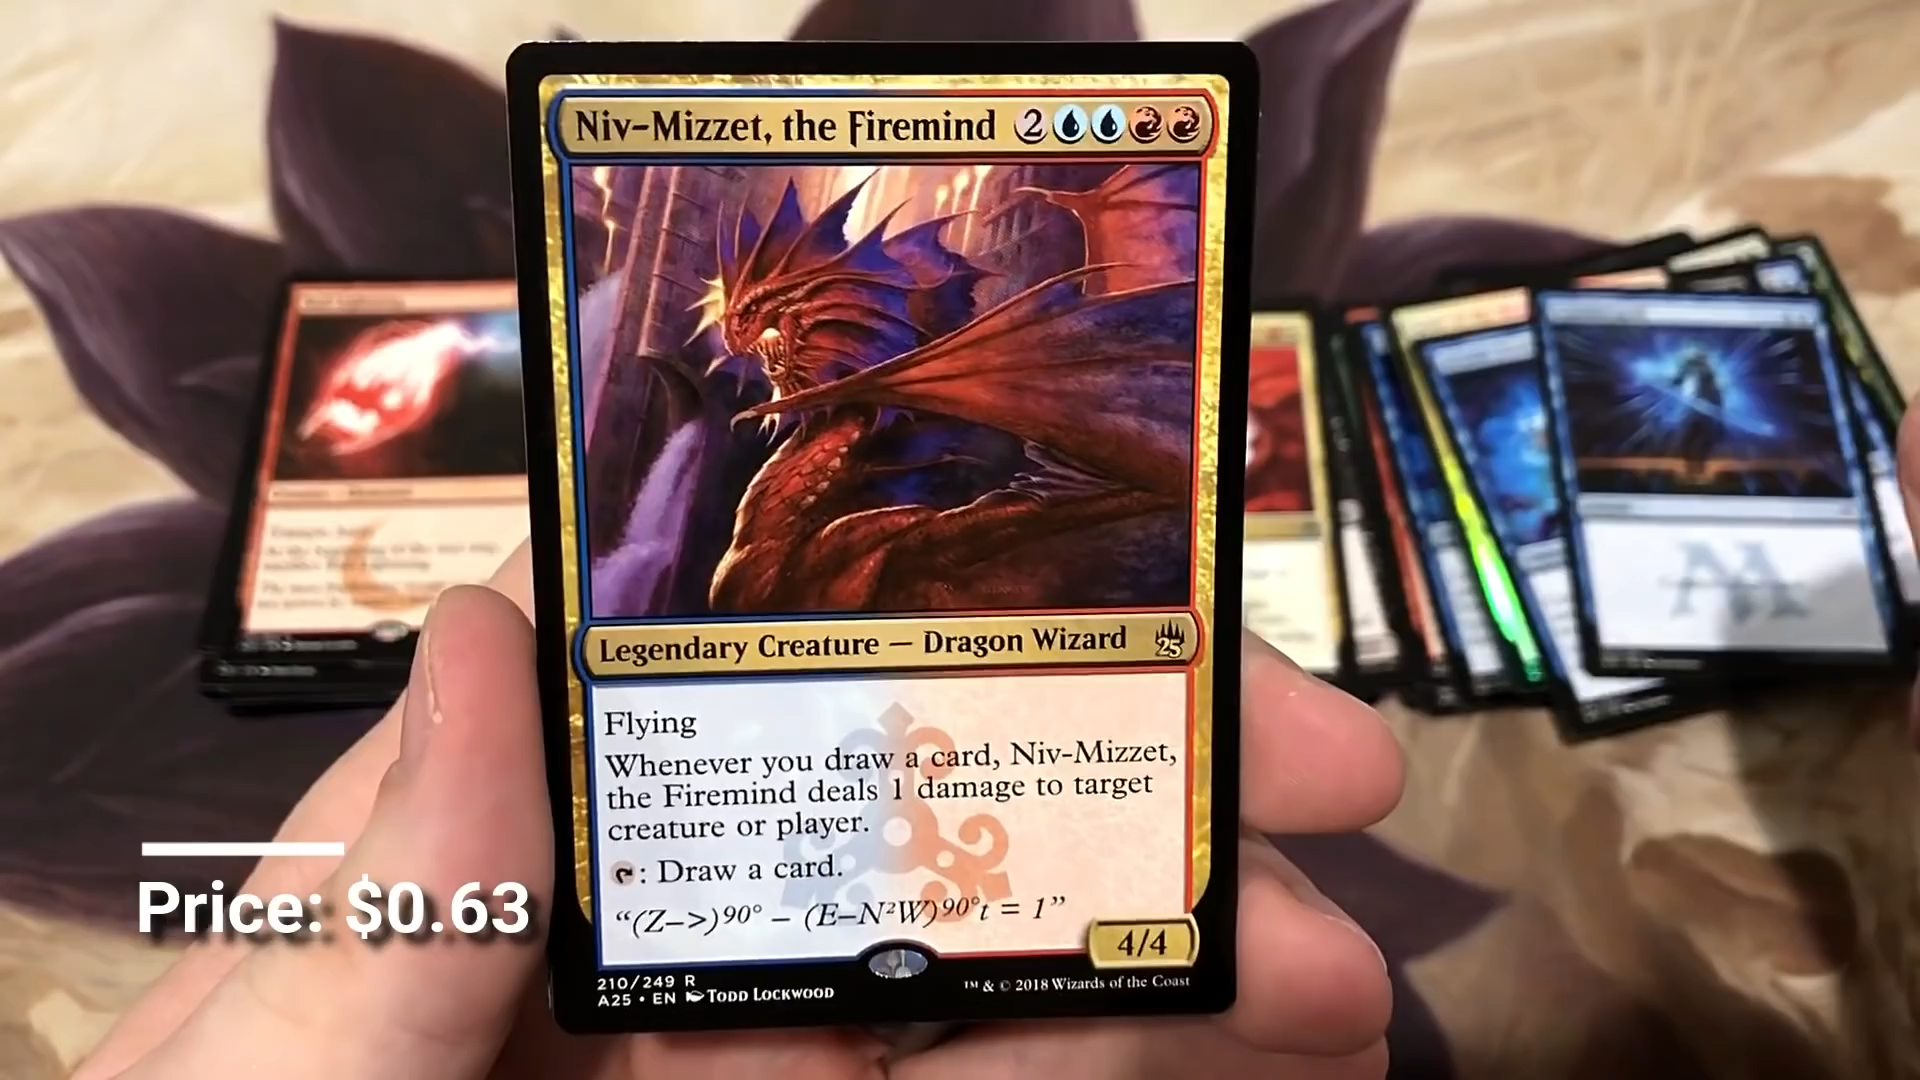 Niv-Mizzet, the Firemind 2
Legendary Creature — Dragon Wizard 25
Flying
Whenever you draw a card, Niv-Mizzet,
the Firemind deals 1 damage to target
creature or player.
: Draw a card.
“(Z–>)90° – (E–N²W)90°t = 1”
4/4
210/249 R
A25 • EN TODD LOCKWOOD
™ & © 2018 Wizards of the Coast
Price: $0.63